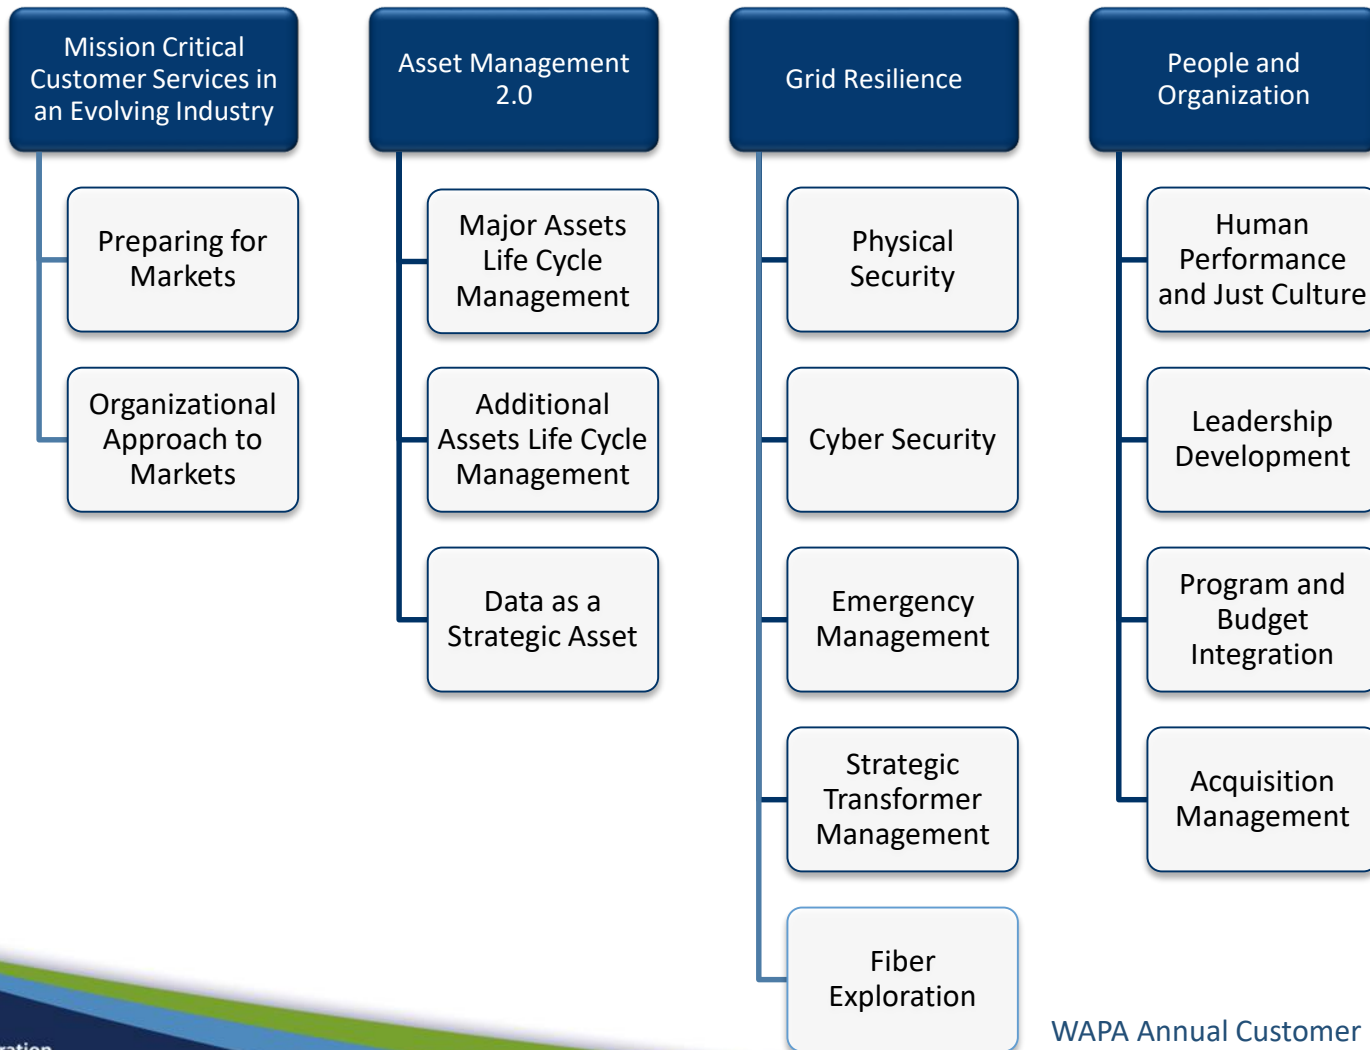 Mission Critical
Customer Services in
an Evolving Industry
Preparing for
Markets
Organizational
Approach to
Markets
Asset Management
2.0
Major Assets
Life Cycle
Management
Additional
Assets Life Cycle
Management
Data as a
Strategic Asset
Grid Resilience
Physical
Security
Cyber Security
Emergency
Management
Strategic
Transformer
Management
Fiber
Exploration
People and
Organization
Human
Performance
and Just Culture
Leadership
Development
Program and
Budget
Integration
Acquisition
Management
WAPA Annual Customer